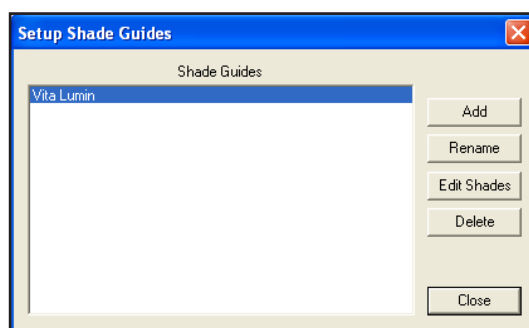 Setup Shade Guides
Shade Guides
Vita Lumin
Add
Rename
Edit Shades
Delete
Close